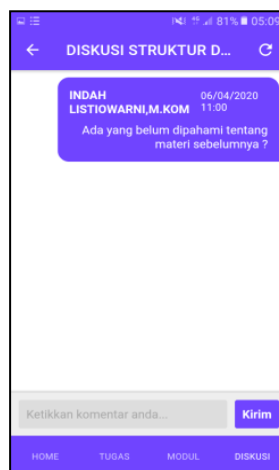 81% 05:09
DISKUSI STRUKTUR D...
INDAH 06/04/2020
LISTIOWARNI,M.KOM 11:00
Ada yang belum dipahami tentang
materi sebelumnya ?
Ketikkan komentar anda... Kirim
HOME TUGAS MODUL DISKUSI